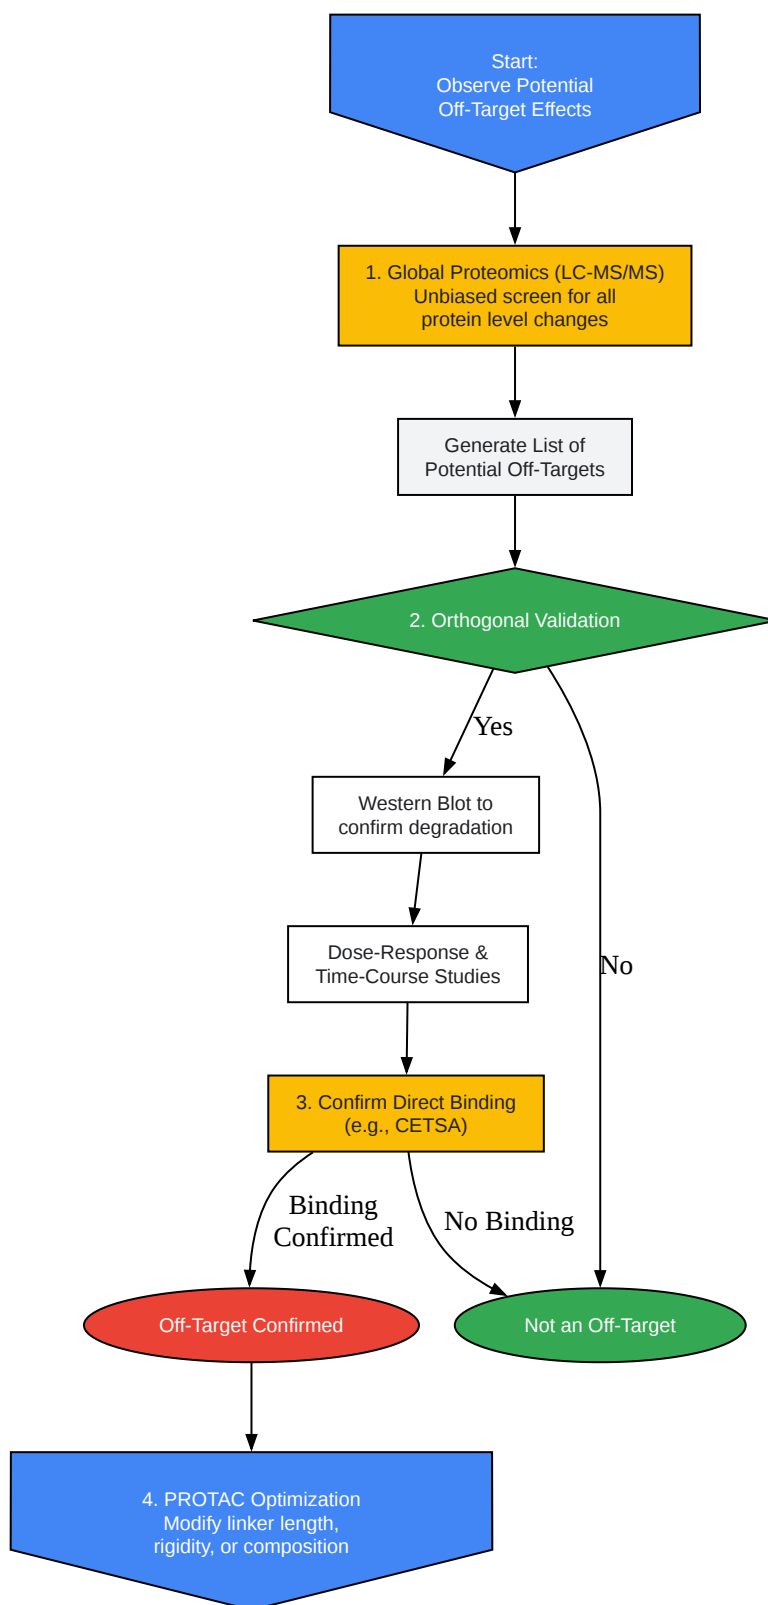 Start:
Observe Potential
Off-Target Effects
1. Global Proteomics (LC-MS/MS)
Unbiased screen for all
protein level changes
Generate List of
Potential Off-Targets
2. Orthogonal Validation
Yes
Western Blot to
confirm degradation
Dose-Response &
Time-Course Studies
No
3. Confirm Direct Binding
(e.g., CETSA)
Binding
Confirmed
No Binding
Off-Target Confirmed
Not an Off-Target
4. PROTAC Optimization
Modify linker length,
rigidity, or composition